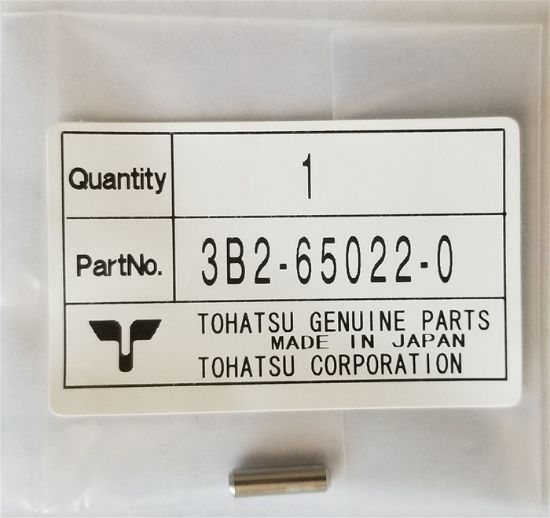 Quantity 1
PartNo. 3B2-65022-0
TOHATSU GENUINE PARTS
MADE IN JAPAN
TOHATSU CORPORATION